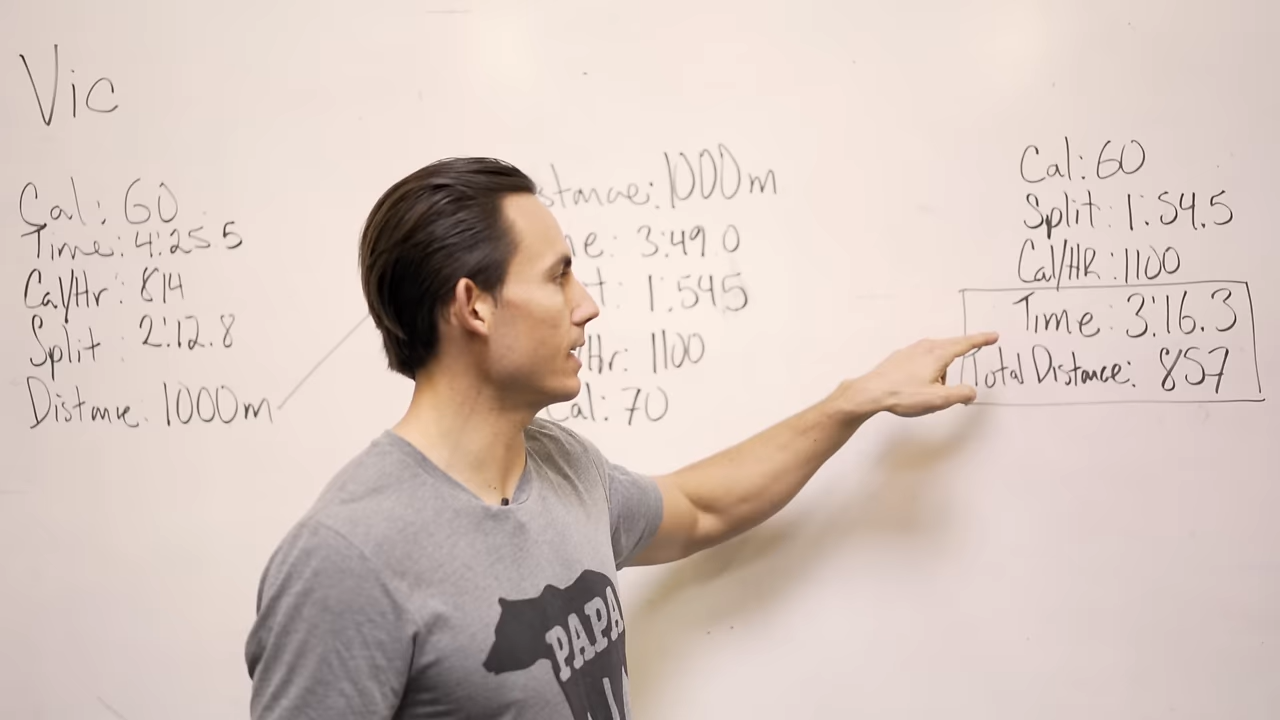 Vic
Cal: 60
Time: 4:25.5
Cal/Hr: 814
Split: 2:12.8
Distance: 1000m
stance: 1000m
me: 3:49.0
t: 1:54.5
Hr: 1100
Cal: 70
Cal: 60
Split: 1:54.5
Cal/HR: 1100
Time: 3:16.3
Total Distance: 857
PAPA